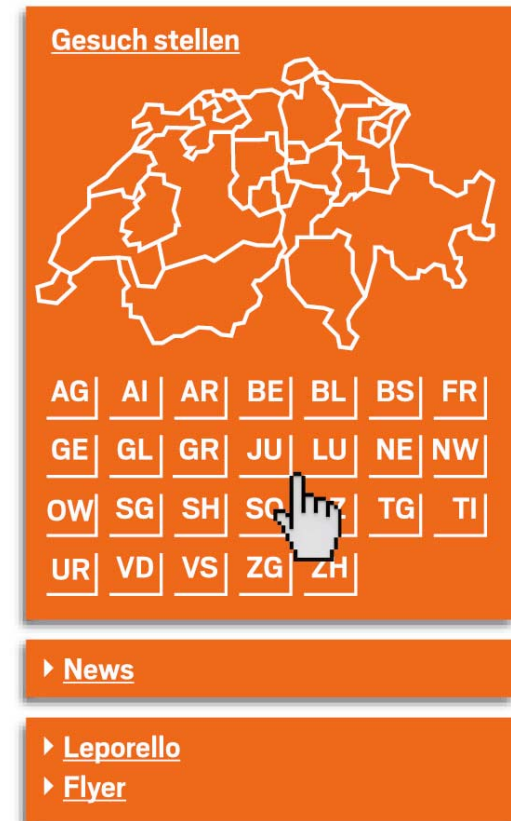 Gesuch stellen
AG AI AR BE BL BS FR
GE GL GR JU LU NE NW
OW SG SH TG TI
UR VD VS ZG ZH
News
Leporello
Flyer